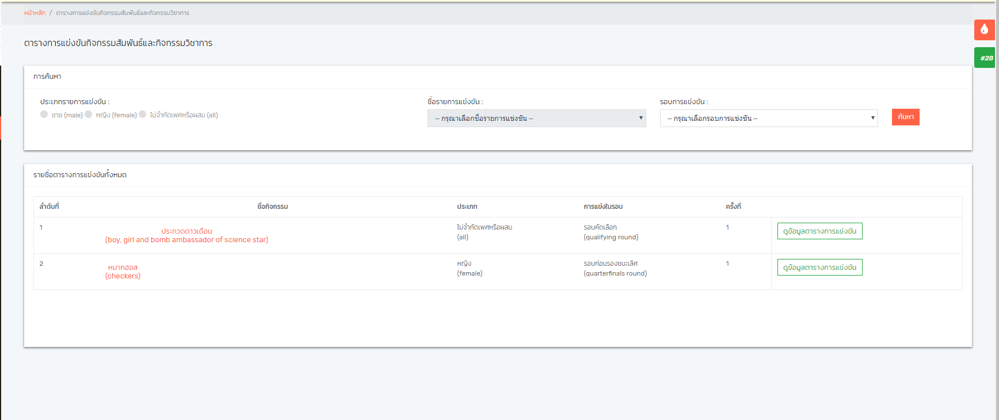 หน้าหลัก / ตารางการแข่งขันกิจกรรมสัมพันธ์และกิจกรรมวิชาการ
ตารางการแข่งขันกิจกรรมสัมพันธ์และกิจกรรมวิชาการ
#28
การค้นหา
ประเภทรายการแข่งขัน :
ชาย (male) หญิง (female) ไม่จำกัดเพศหรือผสม (all)
ชื่อรายการแข่งขัน :
-- กรุณาเลือกชื่อรายการแข่งขัน --
รอบการแข่งขัน :
-- กรุณาเลือกรอบการแข่งขัน --
ค้นหา
รายชื่อตารางการแข่งขันทั้งหมด
ลำดับที่ ชื่อกิจกรรม ประเภท การแข่งในรอบ ครั้งที่
1
ประกวดดาวเดือน
(boy, girl and bomb ambassador of science star)
ไม่จำกัดเพศหรือผสม
(all)
รอบคัดเลือก
(qualifying round)
1
ดูข้อมูลตารางการแข่งขัน
2
หมากฮอส
(checkers)
หญิง
(female)
รอบก่อนรองชนะเลิศ
(quarterfinals round)
1
ดูข้อมูลตารางการแข่งขัน